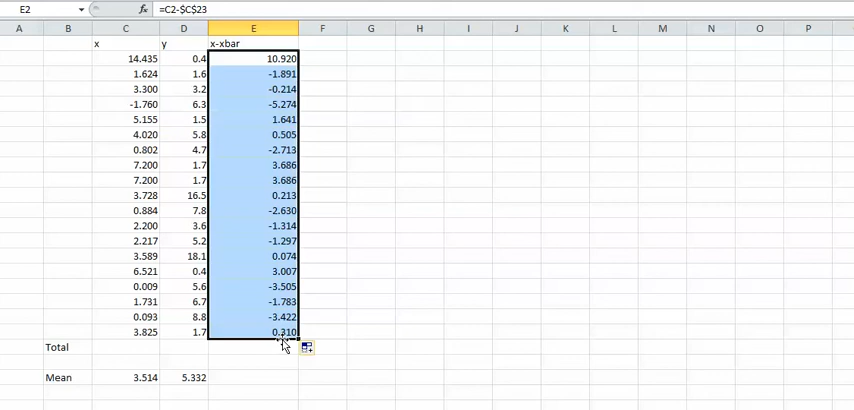 E2 fx =C2-$C$23
A B C D E F G H I J K L M N O P
x y x-xbar
14.435 0.4 10.920
1.624 1.6 -1.891
3.300 3.2 -0.214
-1.760 6.3 -5.274
5.155 1.5 1.641
4.020 5.8 0.505
0.802 4.7 -2.713
7.200 1.7 3.686
7.200 1.7 3.686
3.728 16.5 0.213
0.884 7.8 -2.630
2.200 3.6 -1.314
2.217 5.2 -1.297
3.589 18.1 0.074
6.521 0.4 3.007
0.009 5.6 -3.505
1.731 6.7 -1.783
0.093 8.8 -3.422
3.825 1.7 0.310
Total
Mean 3.514 5.332